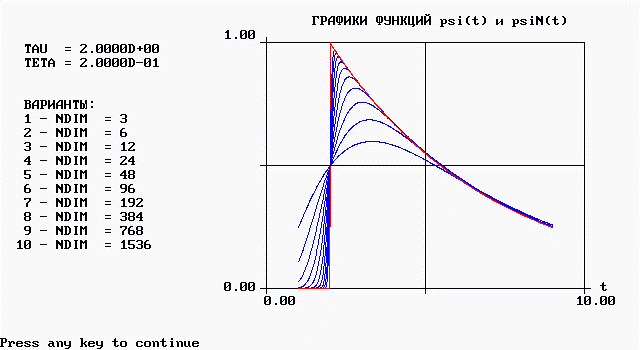 ГРАФИКИ ФУНКЦИЙ psi(t) и psiN(t)
1.00
TAU = 2.0000D+00
TETA = 2.0000D-01
ВАРИАНТЫ:
1 - NDIM = 3
2 - NDIM = 6
3 - NDIM = 12
4 - NDIM = 24
5 - NDIM = 48
6 - NDIM = 96
7 - NDIM = 192
8 - NDIM = 384
9 - NDIM = 768
10 - NDIM = 1536
0.00 t
0.00 10.00
Press any key to continue